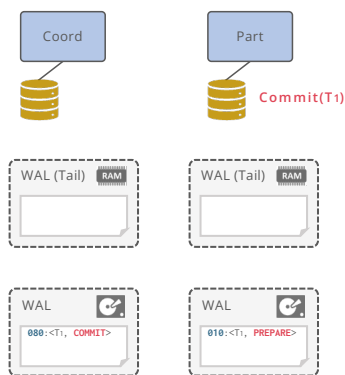 Coord
Part
Commit(T1)
WAL (Tail) RAM
WAL (Tail) RAM
WAL
080:<T1, COMMIT>
WAL
010:<T1, PREPARE>